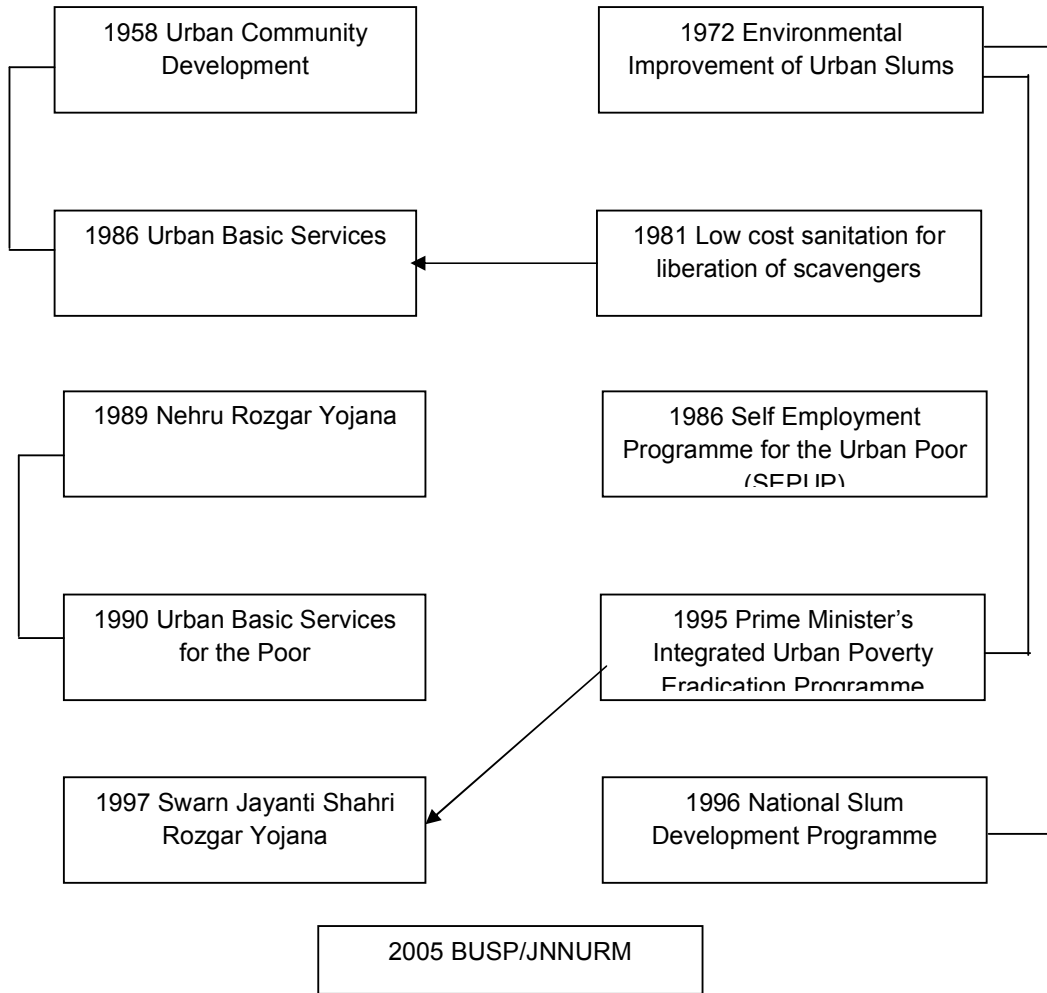 1958 Urban Community
Development
1972 Environmental
Improvement of Urban Slums
1986 Urban Basic Services
1981 Low cost sanitation for
liberation of scavengers
1989 Nehru Rozgar Yojana
1986 Self Employment
Programme for the Urban Poor
(SEPUP)
1990 Urban Basic Services
for the Poor
1995 Prime Minister’s
Integrated Urban Poverty
Eradication Programme
1997 Swarn Jayanti Shahri
Rozgar Yojana
1996 National Slum
Development Programme
2005 BUSP/JNNURM